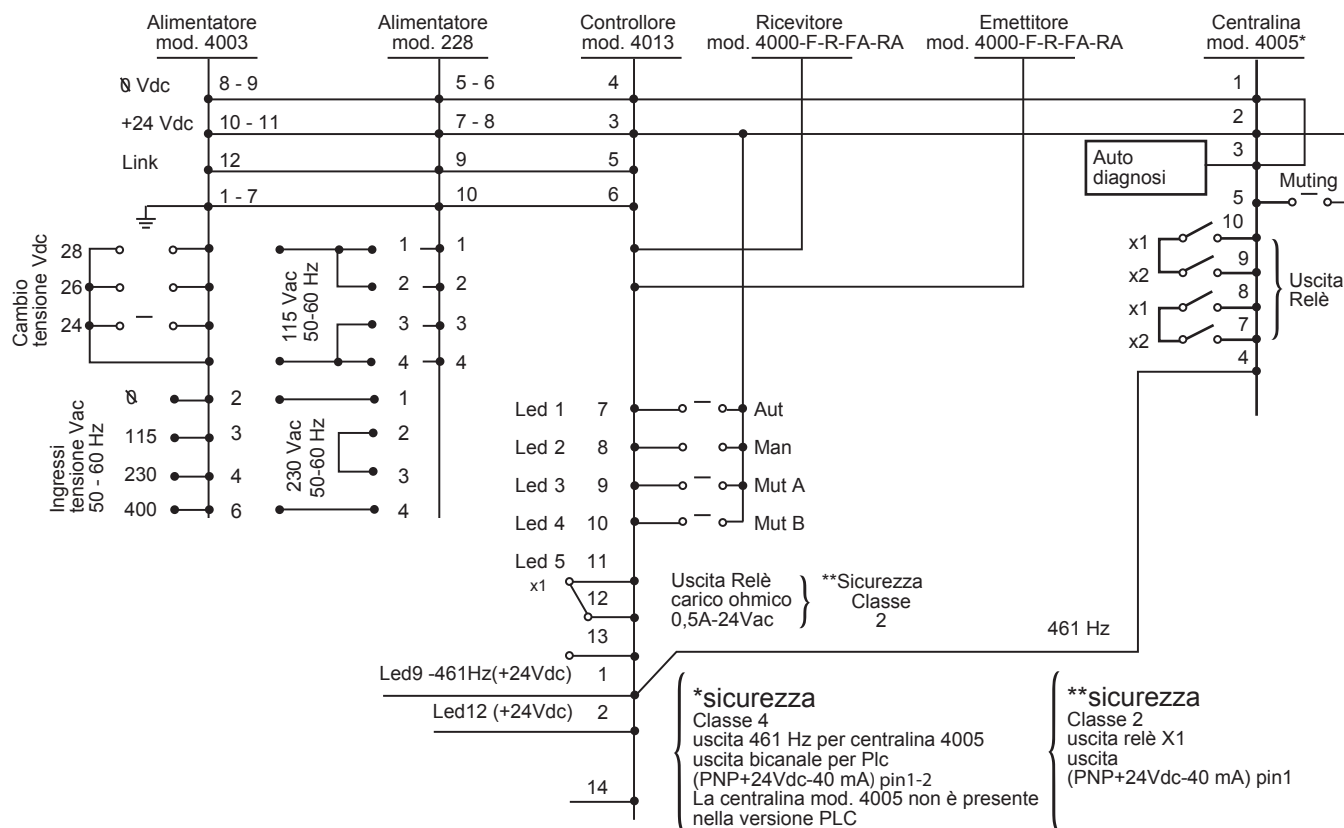 Alimentatore
mod. 4003
Alimentatore
mod. 228
Controllore
mod. 4013
Ricevitore
mod. 4000-F-R-FA-RA
Emettitore
mod. 4000-F-R-FA-RA
Centralina
mod. 4005*
0 Vdc 8 - 9 5 - 6 4 1
+24 Vdc 10 - 11 7 - 8 3 2
Link 12 9 5 3
1 - 7 10 6
Auto
diagnosi
5 Muting
10
x1
9
x2
8
x1
7
x2
4
Uscita
Relè
Cambio
tensione Vdc
28
26
24
115 Vac
50-60 Hz
1 1
2 2
3 3
4 4
Ingressi
tensione Vac
50 - 60 Hz
0 2
115 3
230 4
400 6
230 Vac
50-60 Hz
1
2
3
4
Led 1 7 Aut
Led 2 8 Man
Led 3 9 Mut A
Led 4 10 Mut B
Led 5 11
x1
12
13
Uscita Relè
carico ohmico
0,5A-24Vac
**Sicurezza
Classe
2
461 Hz
Led9 -461Hz(+24Vdc) 1
Led12 (+24Vdc) 2
14
*sicurezza
Classe 4
uscita 461 Hz per centralina 4005
uscita bicanale per Plc
(PNP+24Vdc-40 mA) pin1-2
La centralina mod. 4005 non è presente
nella versione PLC
**sicurezza
Classe 2
uscita relè X1
uscita
(PNP+24Vdc-40 mA) pin1